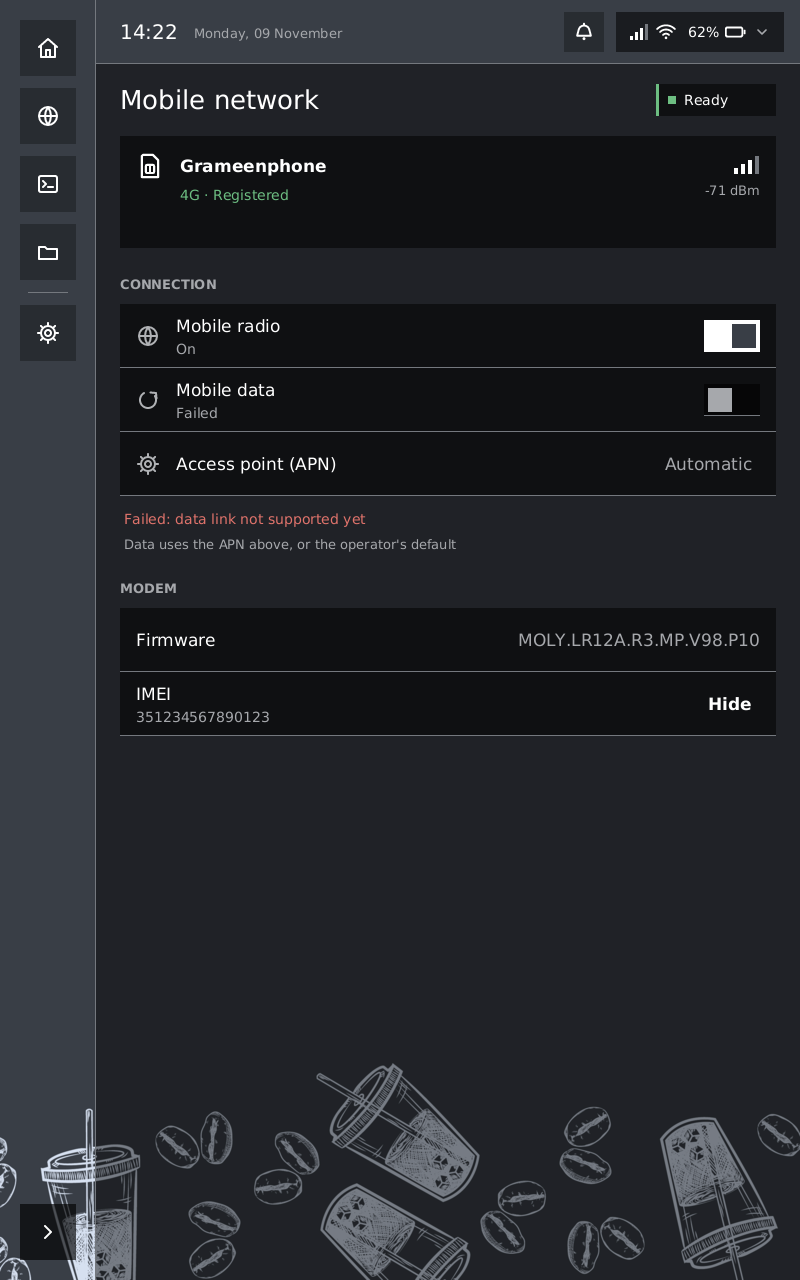 14:22 Monday, 09 November 62%
Mobile network Ready
Grameenphone
4G · Registered -71 dBm
CONNECTION
Mobile radio
On
Mobile data
Failed
Access point (APN) Automatic
Failed: data link not supported yet
Data uses the APN above, or the operator's default
MODEM
Firmware MOLY.LR12A.R3.MP.V98.P10
IMEI
351234567890123 Hide